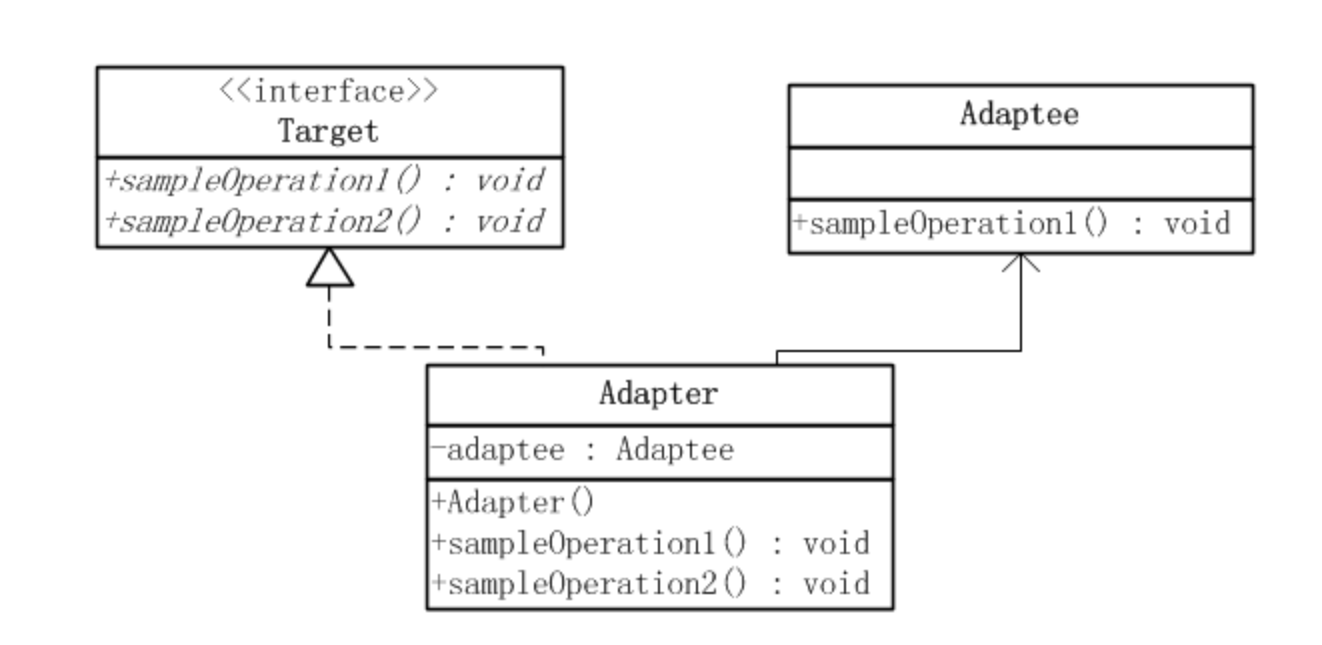 <<interface>>
Target
+sampleOperation1() : void
+sampleOperation2() : void
Adaptee
+sampleOperation1() : void
Adapter
-adaptee : Adaptee
+Adapter()
+sampleOperation1() : void
+sampleOperation2() : void